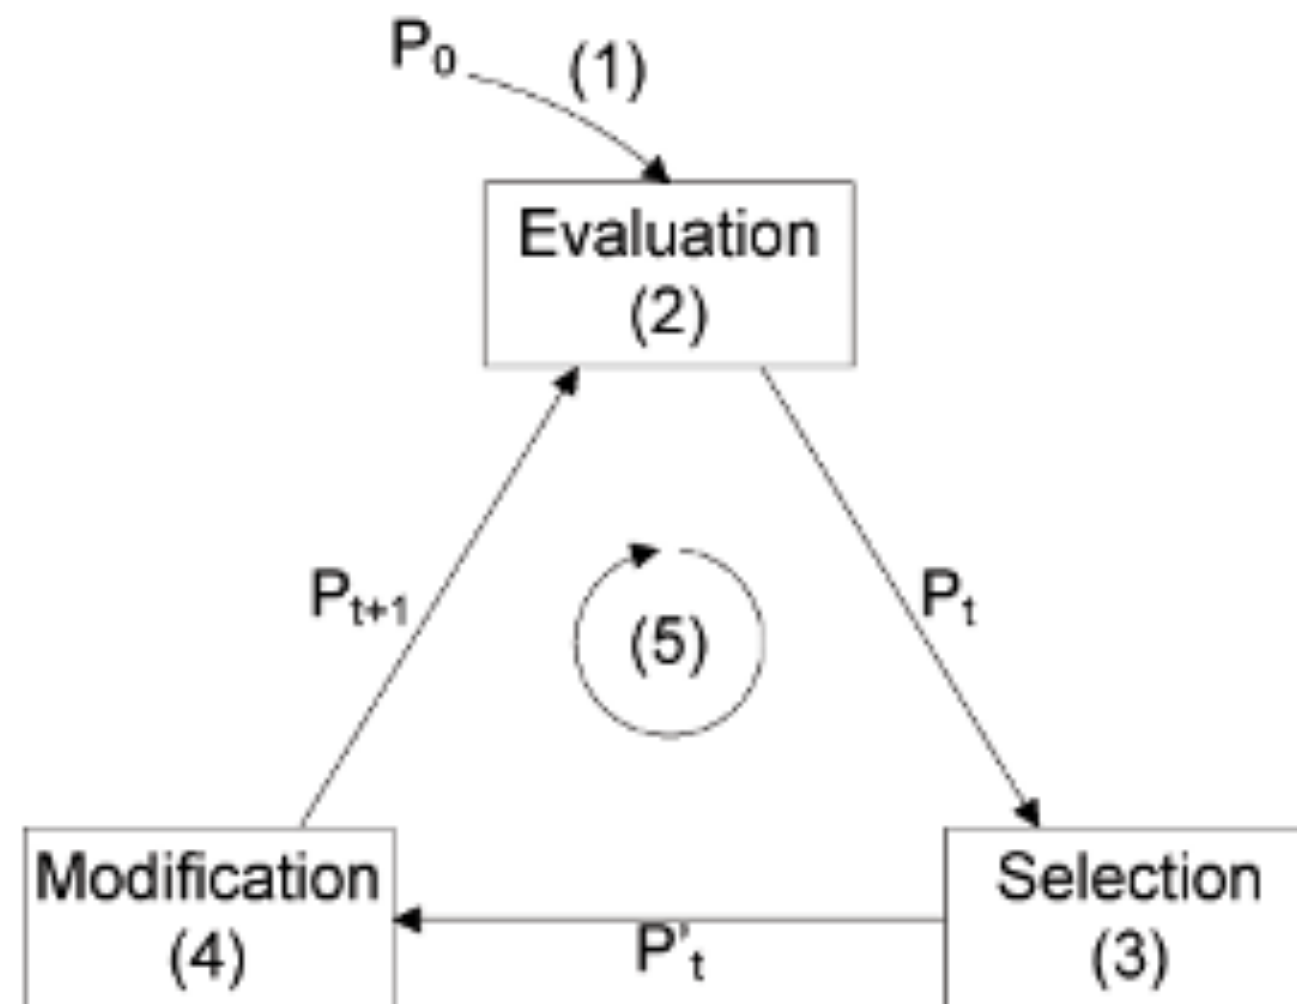 P₀
(1)
Evaluation
(2)
Pₜ₊₁
(5)
Pₜ
Modification
(4)
P'ₜ
Selection
(3)